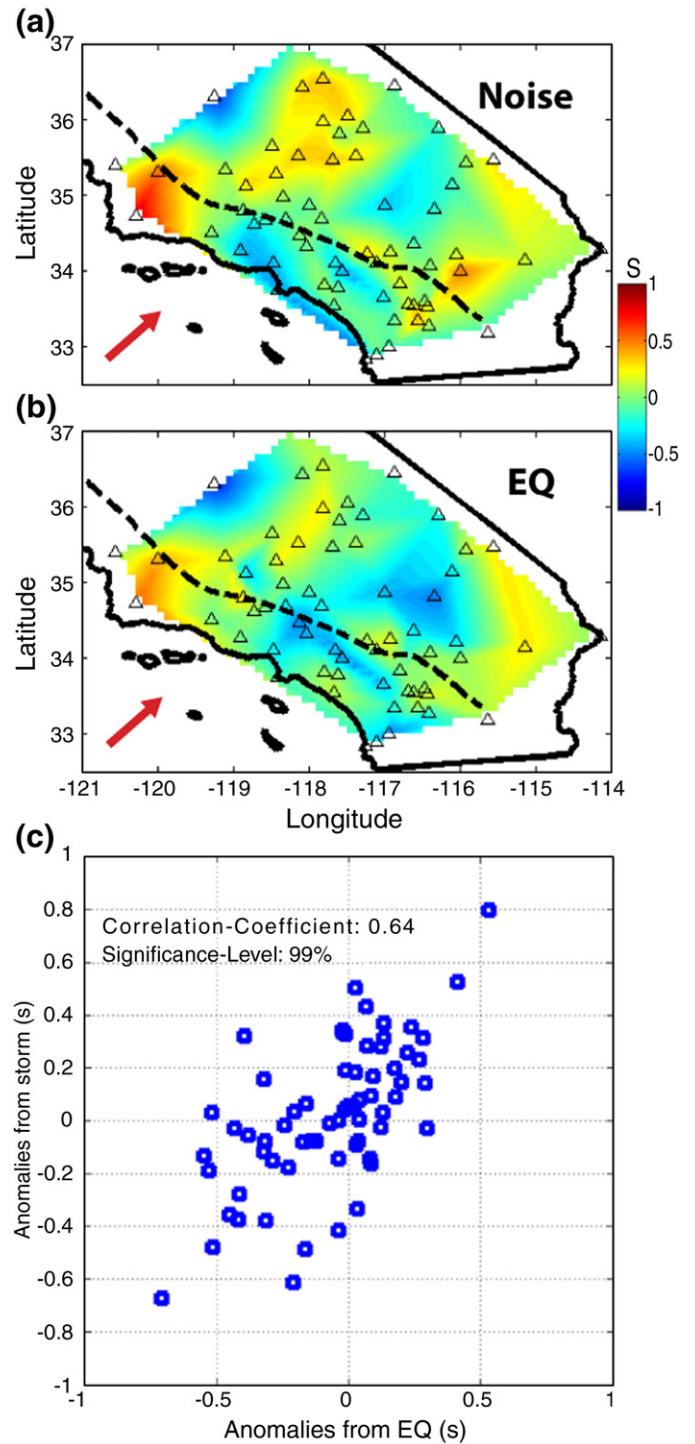 (a)
37
Noise
36
35
34
33
Latitude
S
1
0.5
0
-0.5
-1
(b)
37
EQ
36
35
34
33
Latitude
-121 -120 -119 -118 -117 -116 -115 -114
Longitude
(c)
1
0.8
0.6
0.4
0.2
0
-0.2
-0.4
-0.6
-0.8
-1
Correlation-Coefficient: 0.64
Significance-Level: 99%
Anomalies from storm (s)
-1 -0.5 0 0.5 1
Anomalies from EQ (s)